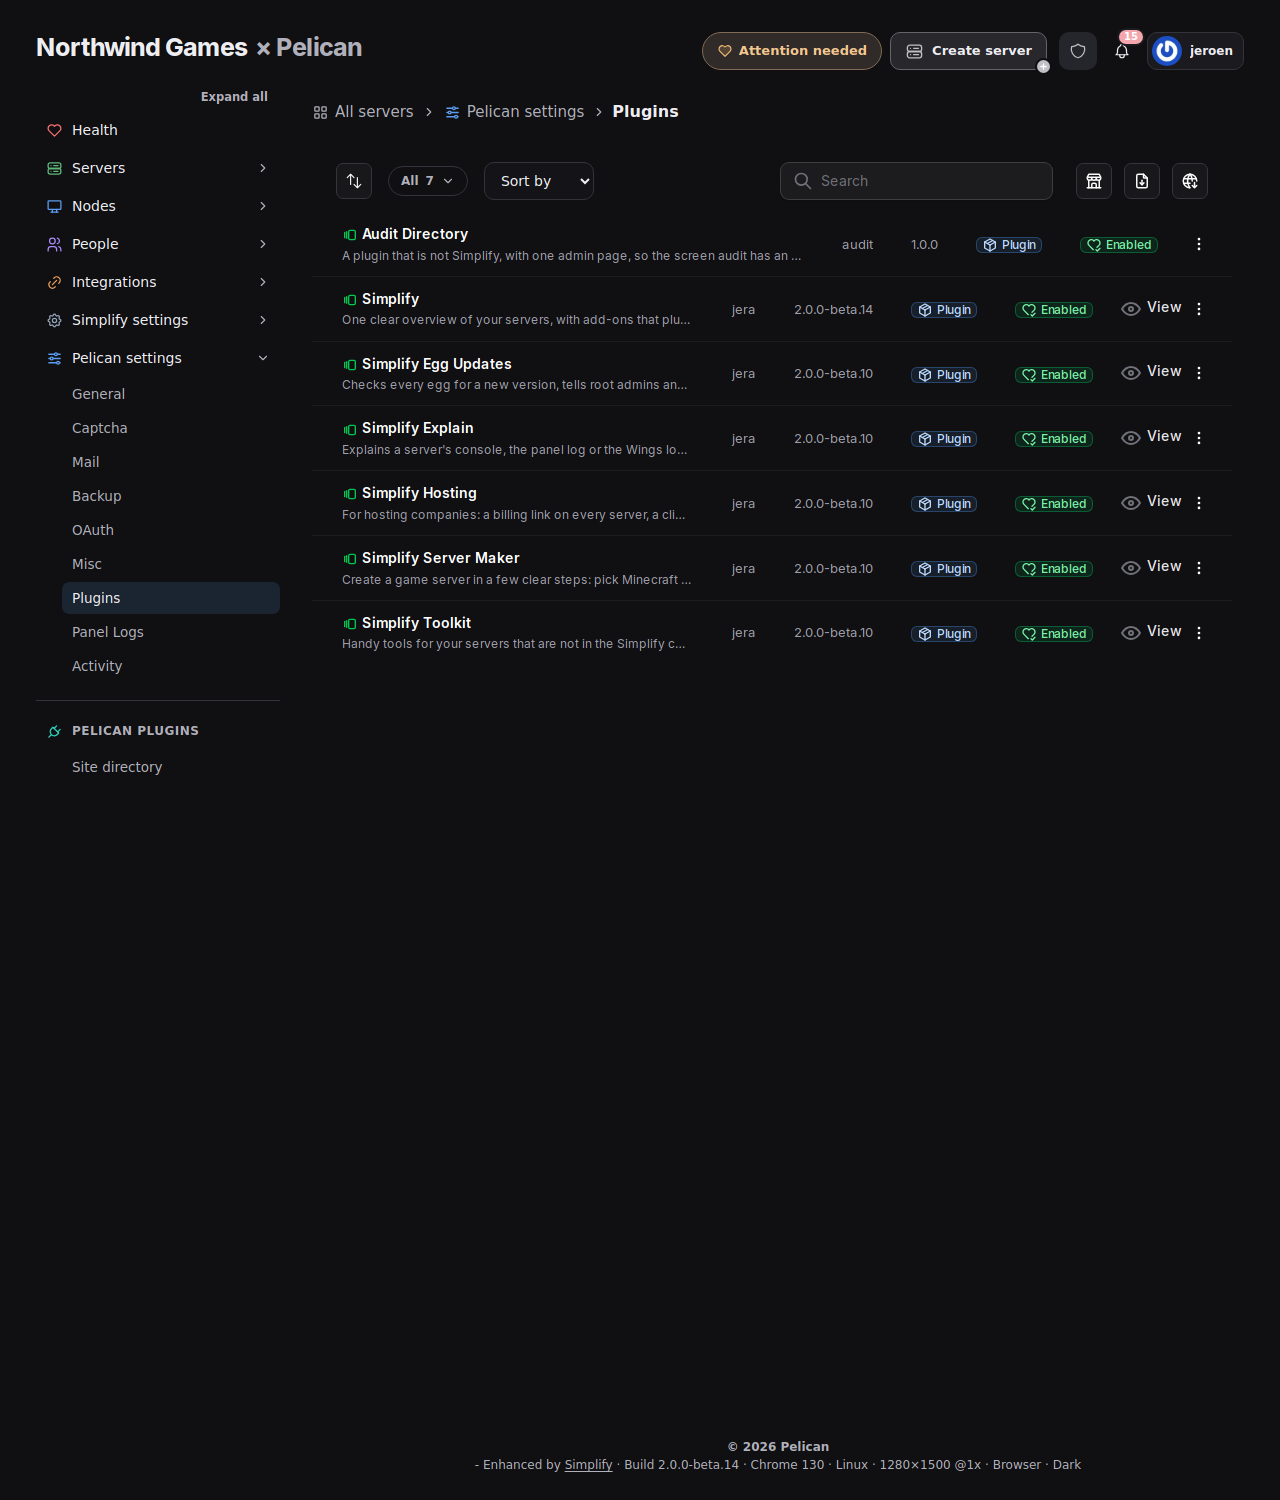 Northwind Games × Pelican
Attention needed
Create server
15
jeroen
Expand all
Health
Servers
Nodes
People
Integrations
Simplify settings
Pelican settings
General
Captcha
Mail
Backup
OAuth
Misc
Plugins
Panel Logs
Activity
PELICAN PLUGINS
Site directory
All servers > Pelican settings > Plugins
All 7
Sort by
Search
Audit Directory
A plugin that is not Simplify, with one admin page, so the screen audit has an ...
audit 1.0.0 Plugin Enabled
Simplify
One clear overview of your servers, with add-ons that plu...
jera 2.0.0-beta.14 Plugin Enabled View
Simplify Egg Updates
Checks every egg for a new version, tells root admins an...
jera 2.0.0-beta.10 Plugin Enabled View
Simplify Explain
Explains a server's console, the panel log or the Wings lo...
jera 2.0.0-beta.10 Plugin Enabled View
Simplify Hosting
For hosting companies: a billing link on every server, a cli...
jera 2.0.0-beta.10 Plugin Enabled View
Simplify Server Maker
Create a game server in a few clear steps: pick Minecraft ...
jera 2.0.0-beta.10 Plugin Enabled View
Simplify Toolkit
Handy tools for your servers that are not in the Simplify c...
jera 2.0.0-beta.10 Plugin Enabled View
© 2026 Pelican
- Enhanced by Simplify · Build 2.0.0-beta.14 · Chrome 130 · Linux · 1280×1500 @1x · Browser · Dark